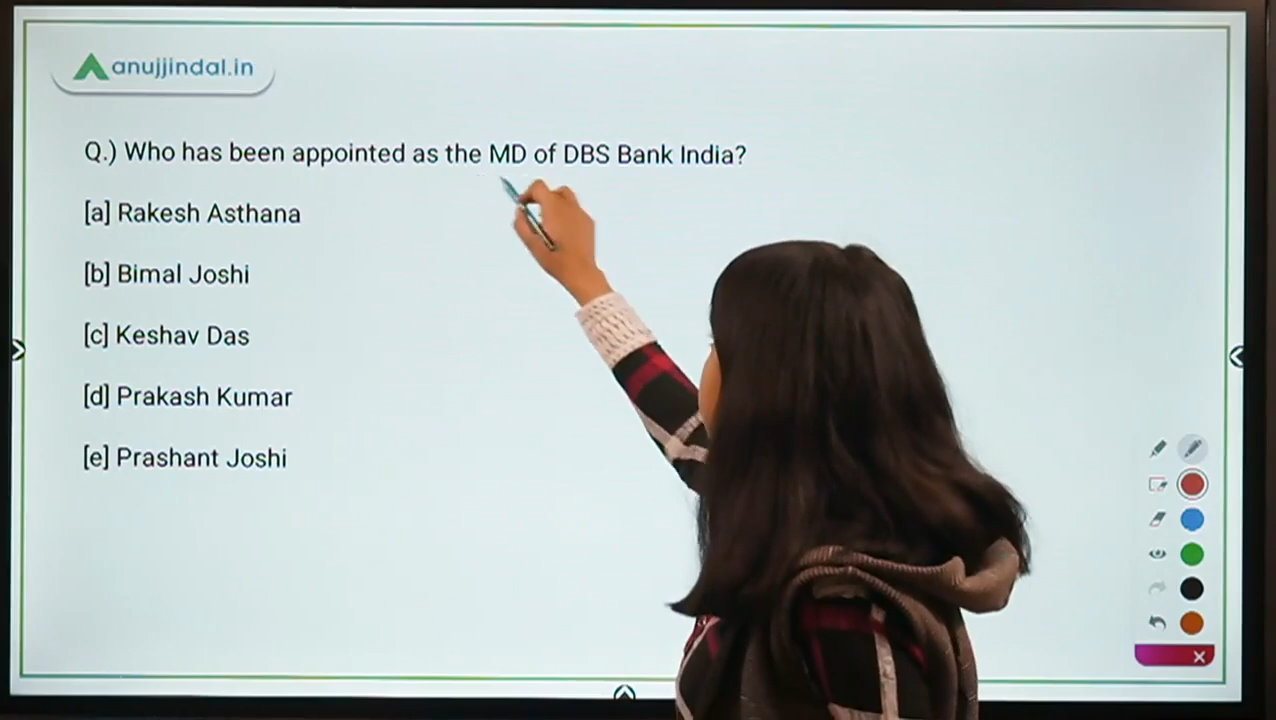 anujjindal.in
Q.) Who has been appointed as the MD of DBS Bank India?
[a] Rakesh Asthana
[b] Bimal Joshi
[c] Keshav Das
[d] Prakash Kumar
[e] Prashant Joshi